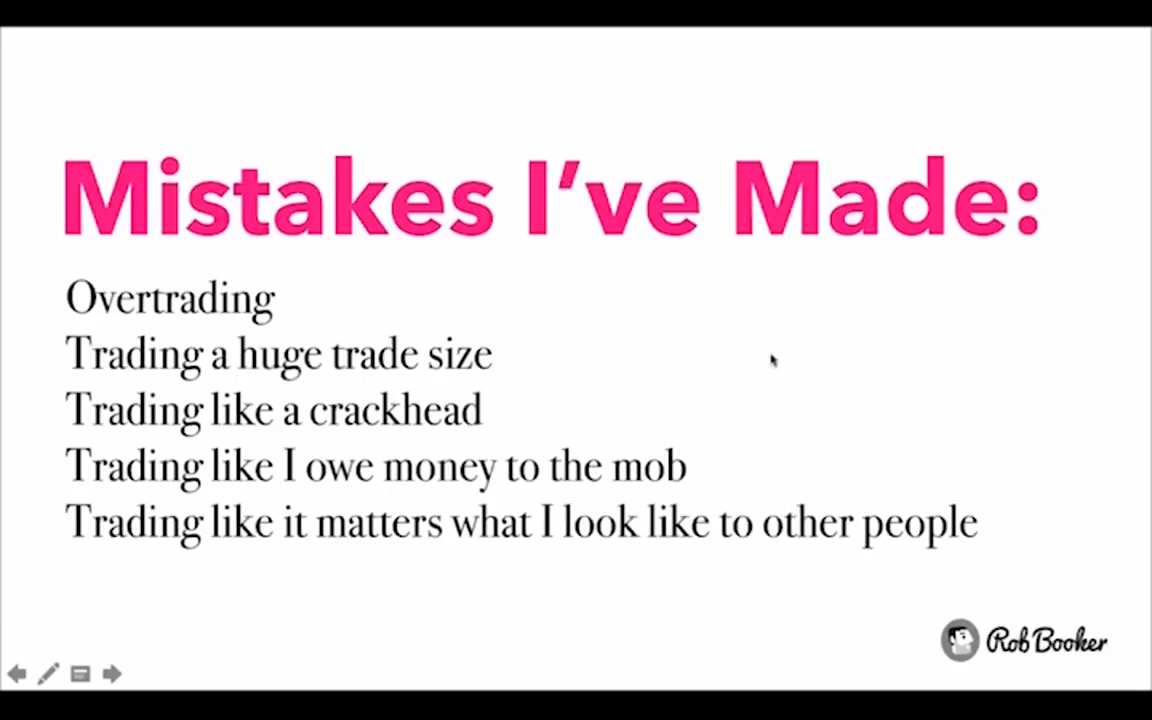 Mistakes I’ve Made:
Overtrading
Trading a huge trade size
Trading like a crackhead
Trading like I owe money to the mob
Trading like it matters what I look like to other people
Rob Booker